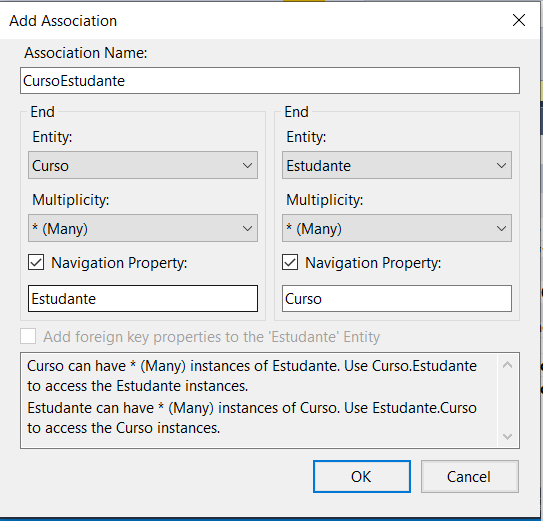 Add Association
Association Name:
CursoEstudante
End
Entity:
Curso
Multiplicity:
* (Many)
Navigation Property:
Estudante
End
Entity:
Estudante
Multiplicity:
* (Many)
Navigation Property:
Curso
Add foreign key properties to the 'Estudante' Entity
Curso can have * (Many) instances of Estudante. Use Curso.Estudante
to access the Estudante instances.
Estudante can have * (Many) instances of Curso. Use Estudante.Curso
to access the Curso instances.
OK
Cancel